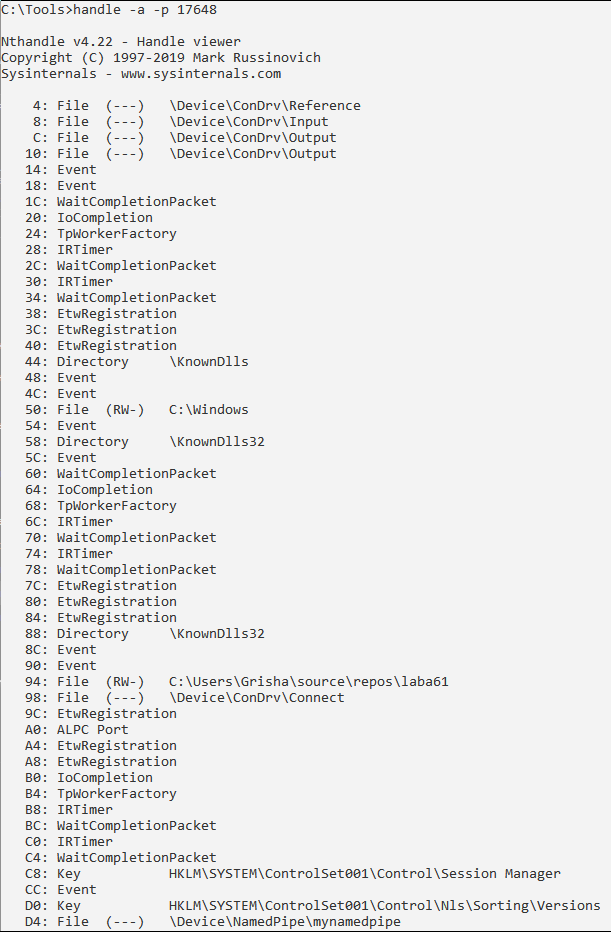 C:\Tools>handle -a -p 17648

Nthandle v4.22 - Handle viewer
Copyright (C) 1997-2019 Mark Russinovich
Sysinternals - www.sysinternals.com

    4: File  (---)   \Device\ConDrv\Reference
    8: File  (---)   \Device\ConDrv\Input
    C: File  (---)   \Device\ConDrv\Output
   10: File  (---)   \Device\ConDrv\Output
   14: Event
   18: Event
   1C: WaitCompletionPacket
   20: IoCompletion
   24: TpWorkerFactory
   28: IRTimer
   2C: WaitCompletionPacket
   30: IRTimer
   34: WaitCompletionPacket
   38: EtwRegistration
   3C: EtwRegistration
   40: EtwRegistration
   44: Directory     \KnownDlls
   48: Event
   4C: Event
   50: File  (RW-)   C:\Windows
   54: Event
   58: Directory     \KnownDlls32
   5C: Event
   60: WaitCompletionPacket
   64: IoCompletion
   68: TpWorkerFactory
   6C: IRTimer
   70: WaitCompletionPacket
   74: IRTimer
   78: WaitCompletionPacket
   7C: EtwRegistration
   80: EtwRegistration
   84: EtwRegistration
   88: Directory     \KnownDlls32
   8C: Event
   90: Event
   94: File  (RW-)   C:\Users\Grisha\source\repos\laba61
   98: File  (---)   \Device\ConDrv\Connect
   9C: EtwRegistration
   A0: ALPC Port
   A4: EtwRegistration
   A8: EtwRegistration
   B0: IoCompletion
   B4: TpWorkerFactory
   B8: IRTimer
   BC: WaitCompletionPacket
   C0: IRTimer
   C4: WaitCompletionPacket
   C8: Key           HKLM\SYSTEM\ControlSet001\Control\Session Manager
   CC: Event
   D0: Key           HKLM\SYSTEM\ControlSet001\Control\Nls\Sorting\Versions
   D4: File  (---)   \Device\NamedPipe\mynamedpipe